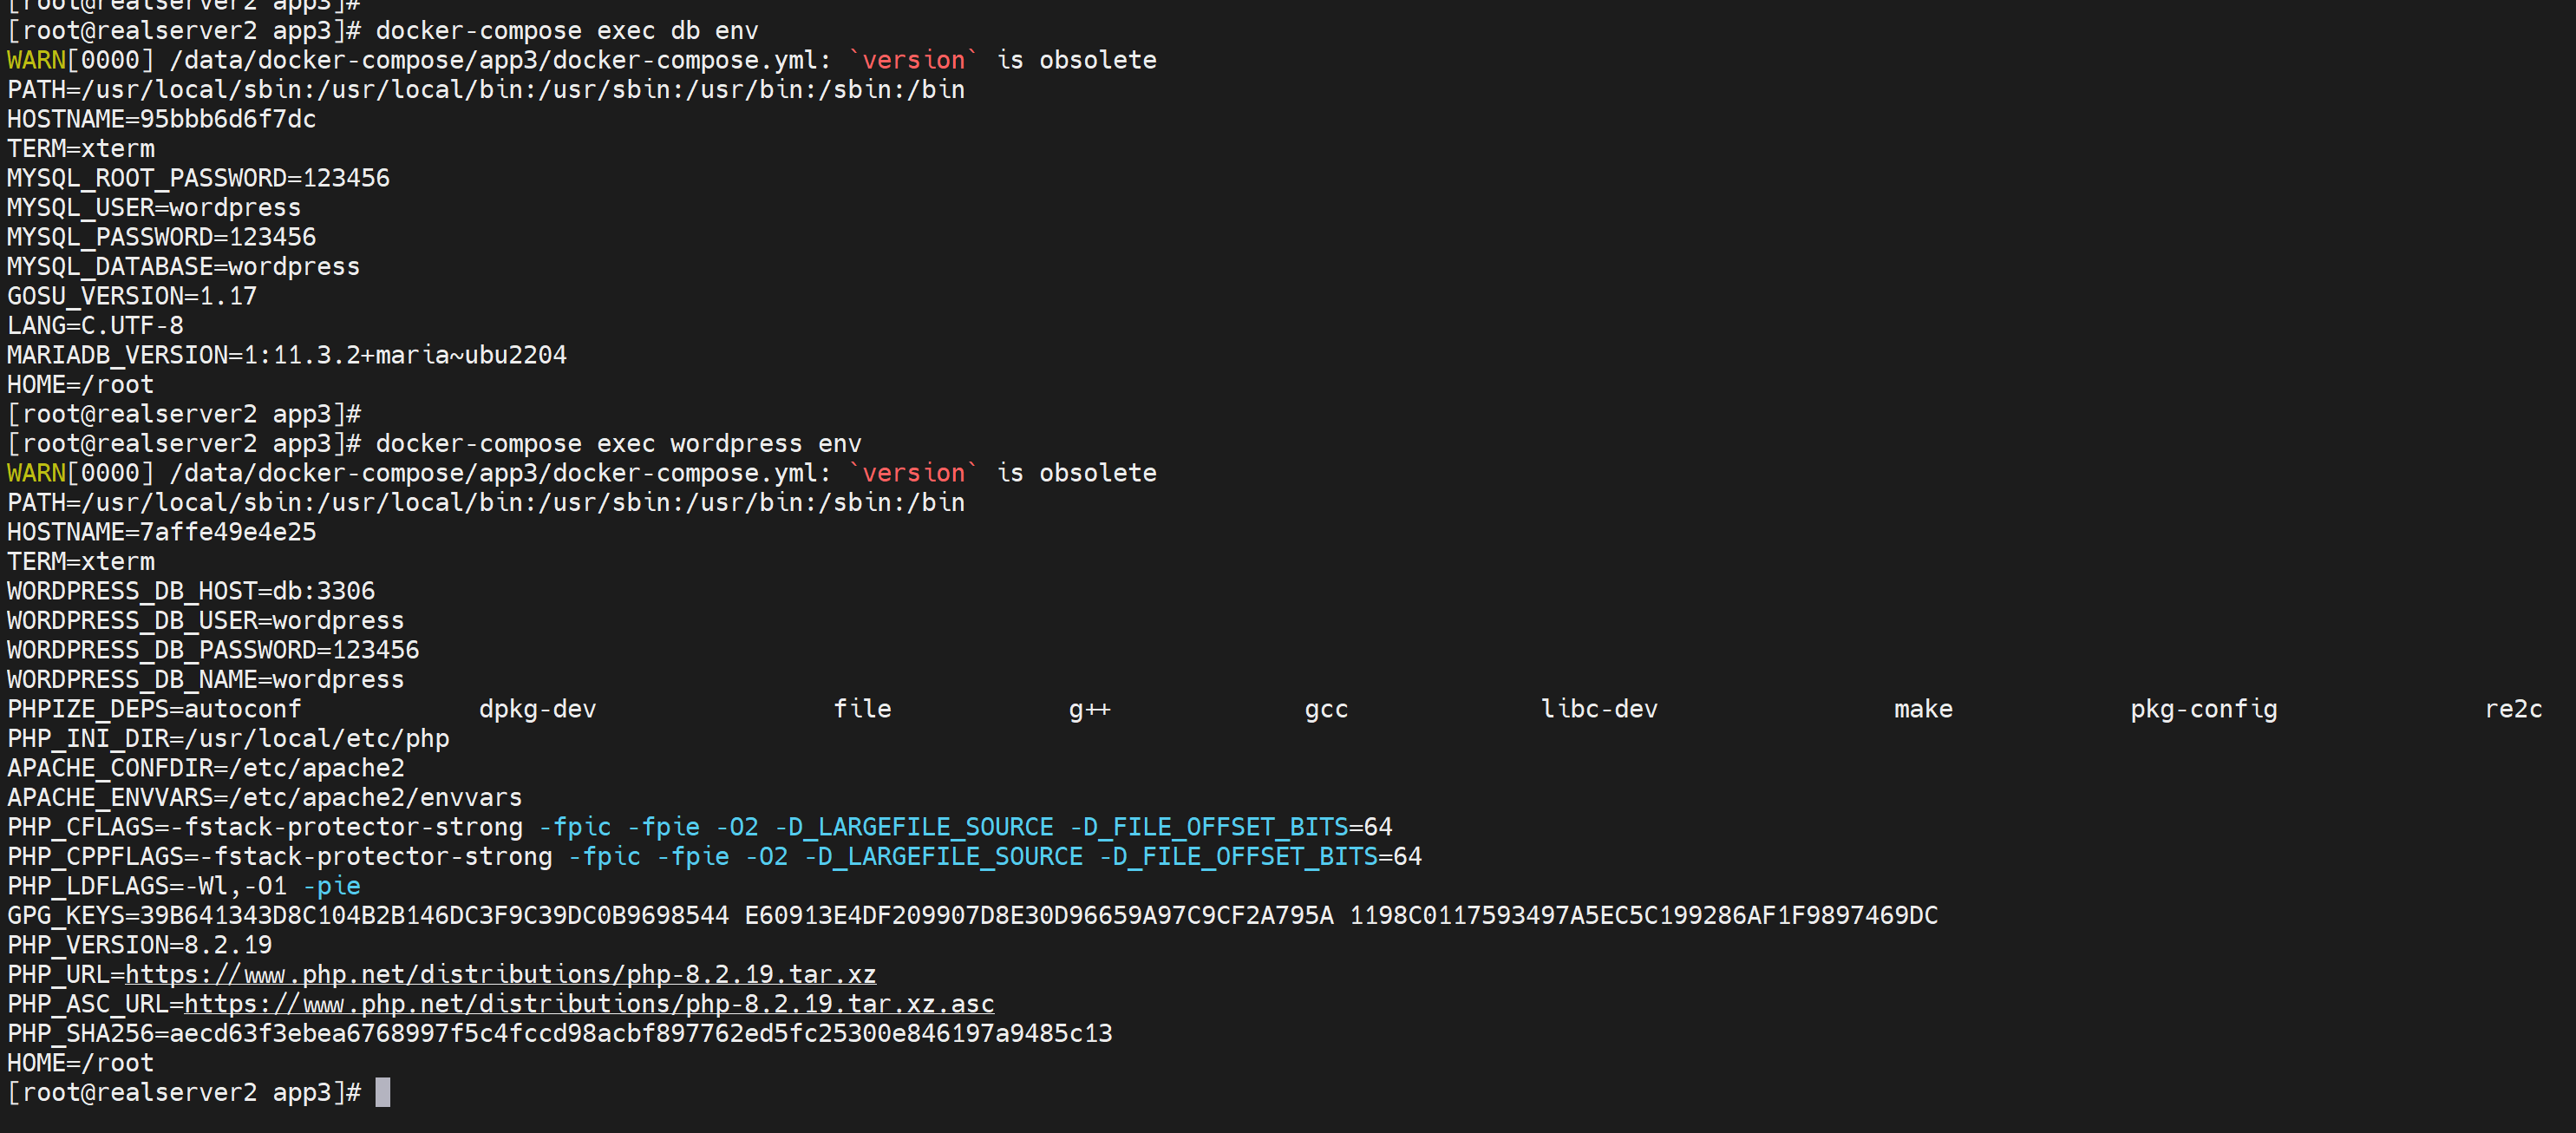 [root@realserver2 app3]#
[root@realserver2 app3]# docker-compose exec db env
WARN[0000] /data/docker-compose/app3/docker-compose.yml: `version` is obsolete
PATH=/usr/local/sbin:/usr/local/bin:/usr/sbin:/usr/bin:/sbin:/bin
HOSTNAME=95bbb6d6f7dc
TERM=xterm
MYSQL_ROOT_PASSWORD=123456
MYSQL_USER=wordpress
MYSQL_PASSWORD=123456
MYSQL_DATABASE=wordpress
GOSU_VERSION=1.17
LANG=C.UTF-8
MARIADB_VERSION=1:11.3.2+maria~ubu2204
HOME=/root
[root@realserver2 app3]#
[root@realserver2 app3]# docker-compose exec wordpress env
WARN[0000] /data/docker-compose/app3/docker-compose.yml: `version` is obsolete
PATH=/usr/local/sbin:/usr/local/bin:/usr/sbin:/usr/bin:/sbin:/bin
HOSTNAME=7affe49e4e25
TERM=xterm
WORDPRESS_DB_HOST=db:3306
WORDPRESS_DB_USER=wordpress
WORDPRESS_DB_PASSWORD=123456
WORDPRESS_DB_NAME=wordpress
PHPIZE_DEPS=autoconf dpkg-dev file g++ gcc libc-dev make pkg-config re2c
PHP_INI_DIR=/usr/local/etc/php
APACHE_CONFDIR=/etc/apache2
APACHE_ENVVARS=/etc/apache2/envvars
PHP_CFLAGS=-fstack-protector-strong -fpic -fpie -O2 -D_LARGEFILE_SOURCE -D_FILE_OFFSET_BITS=64
PHP_CPPFLAGS=-fstack-protector-strong -fpic -fpie -O2 -D_LARGEFILE_SOURCE -D_FILE_OFFSET_BITS=64
PHP_LDFLAGS=-Wl,-O1 -pie
GPG_KEYS=39B641343D8C104B2B146DC3F9C39DC0B9698544 E60913E4DF209907D8E30D96659A97C9CF2A795A 1198C0117593497A5EC5C199286AF1F9897469DC
PHP_VERSION=8.2.19
PHP_URL=https://www.php.net/distributions/php-8.2.19.tar.xz
PHP_ASC_URL=https://www.php.net/distributions/php-8.2.19.tar.xz.asc
PHP_SHA256=aecd63f3ebea6768997f5c4fccd98acbf897762ed5fc25300e846197a9485c13
HOME=/root
[root@realserver2 app3]#